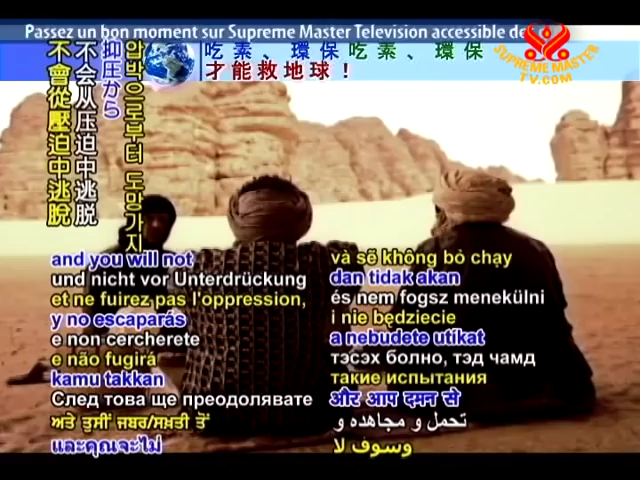 Passez un bon moment sur Supreme Master Television accessible de
吃素、環保吃素、環保
才能救地球！
SUPREME MASTER
TV.COM
不會從壓迫中逃脫
不会从压迫中逃脱
抑圧から
압박으로부터 도망가지
and you will not
und nicht vor Unterdrückung
et ne fuirez pas l'oppression,
y no escaparás
e non cercherete
e não fugirá
kamu takkan
След това ще преодолявате
ਅਤੇ ਤੁਸੀਂ ਜਬਰ/ਸਖ਼ਤੀ ਤੋਂ
และคุณจะไม่
và sẽ không bỏ chạy
dan tidak akan
és nem fogsz menekülni
i nie będziecie
a nebudete utíkat
тэсэх болно, тэд чамд
такие испытания
और आप दमन से
تحمل و مجاهده و
وسوف لا